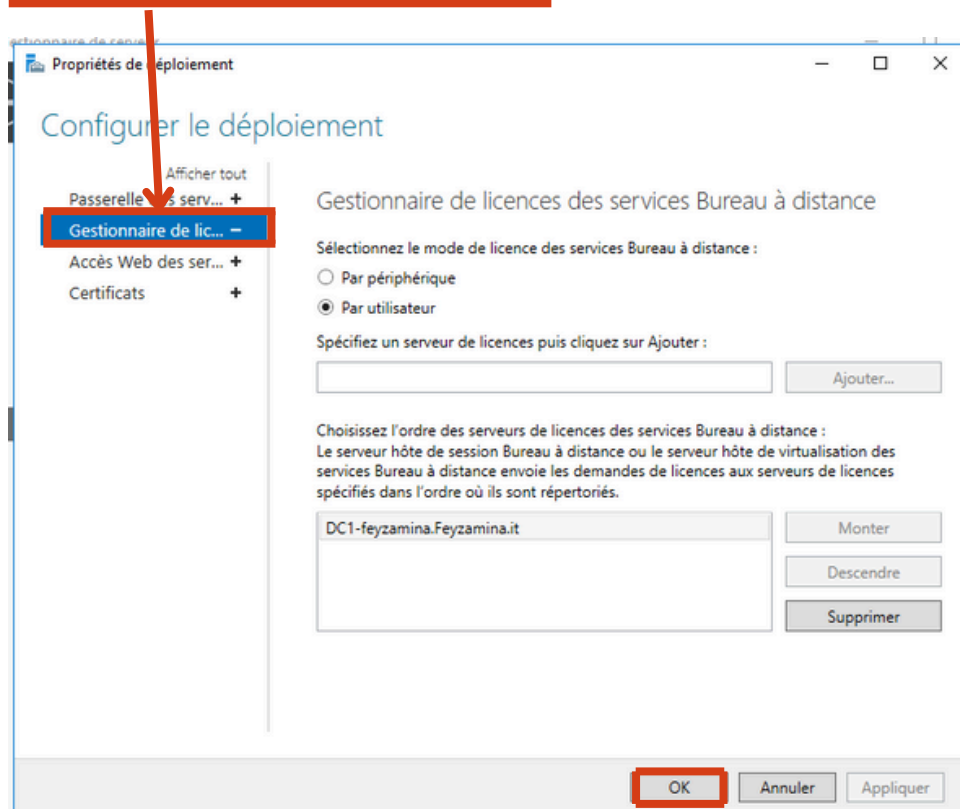 Propriétés de déploiement
Configurer le déploiement
Afficher tout
Passerelle serv... +
Gestionnaire de lic... −
Accès Web des ser... +
Certificats +
Gestionnaire de licences des services Bureau à distance
Sélectionnez le mode de licence des services Bureau à distance :
Par périphérique
Par utilisateur
Spécifiez un serveur de licences puis cliquez sur Ajouter :
Ajouter...
Choisissez l'ordre des serveurs de licences des services Bureau à distance :
Le serveur hôte de session Bureau à distance ou le serveur hôte de virtualisation des
services Bureau à distance envoie les demandes de licences aux serveurs de licences
spécifiés dans l'ordre où ils sont répertoriés.
DC1-feyzamina.Feyzamina.it
Monter
Descendre
Supprimer
OK
Annuler
Appliquer